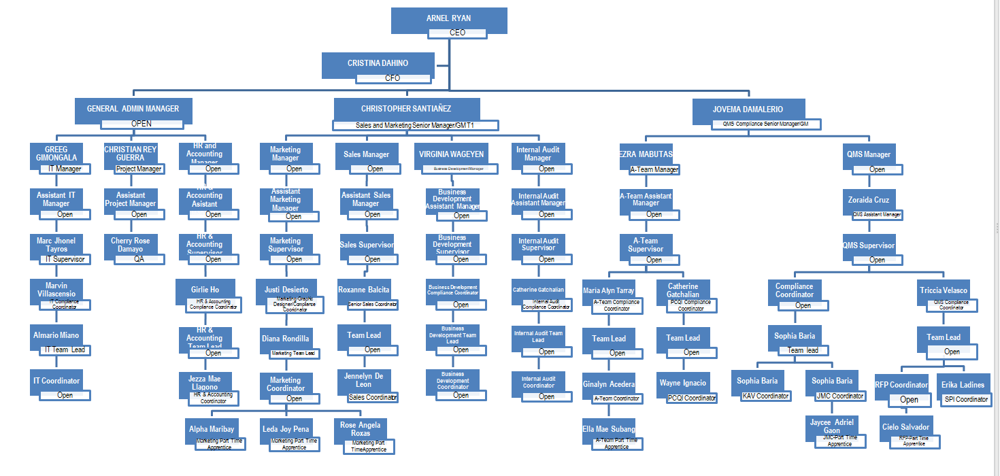 ARNEL RYAN
CEO
CRISTINA DAHINO
CFO
GENERAL ADMIN MANAGER
OPEN
CHRISTOPHER SANTIAÑEZ
Sales and Marketing Senior Manager/GM T1
JOVEMA DAMALERIO
QMS Compliance Senior Manager/GM
GREEG
GIMONGALA
IT Manager
CHRISTIAN REY
GUERRA
Project Manager
HR and
Accounting
Manager
Open
Marketing
Manager
Open
Sales Manager
Open
VIRGINIA WAGEYEN
Business Development Manager
Internal Audit
Manager
Open
EZRA MABUTAS
A-Team Manager
QMS Manager
Open
Assistant IT
Manager
Open
Assistant
Project Manager
Open
HR &
Accounting
Asistant
Open
Assistant
Marketing
Manager
Open
Assistant Sales
Manager
Open
Business
Development
Assistant Manager
Open
Internal Audit
Assistant Manager
Open
A-Team Assistant
Manager
Open
Zoraida Cruz
QMS Assistant Manager
Marc Jhonel
Tayros
IT Supervisor
Cherry Rose
Damayo
QA
HR &
Accounting
Supervisor
Open
Marketing
Supervisor
Open
Sales Supervisor
Open
Business
Development
Supervisor
Open
Internal Audit
Supervisor
Open
A-Team
Supervisor
Open
QMS Supervisor
Open
Marvin
Villascensio
IT Compliance
Coordinator
Girlie Ho
HR & Accounting
Compliance Coordinator
Justi Desierto
Marketing-Graphic
Designer/Compliance
Coordinator
Roxanne Balcita
Senior Sales Coordinator
Business Development
Compliance Coordinator
Open
Catherine Gatchalian
Internal Audit
Compliance Coordinator
Maria Alyn Tarray
A-Team Compliance
Coordinator
Catherine
Gatchalian
PCQI Compliance
Coordinator
Compliance
Coordinator
Open
Triccia Velasco
QMS Compliance
Coordinator
Almario Miano
IT Team Lead
HR &
Accounting
Team Lead
Open
Diana Rondilla
Marketing Team Lead
Team Lead
Open
Business
Development Team
Lead
Open
Internal Audit Team
Lead
Open
Team Lead
Open
Team Lead
Open
Sophia Baria
Team lead
Team Lead
Open
IT Coordinator
Open
Jezza Mae
Llagono
HR & Accounting
Coordinator
Marketing
Coordinator
Open
Jennelyn De
Leon
Sales Coordinator
Business
Development
Coordinator
Open
Internal Audit
Coordinator
Open
Ginalyn Acedera
A-Team Coordinator
Wayne Ignacio
PCQI Coordinator
Sophia Baria
KAV Coordinator
Sophia Baria
JMC Coordinator
RFP Coordinator
Open
Erika Ladines
SPI Coordinator
Alpha Maribay
Marketing Part Time
Apprentice
Leda Joy Pena
Marketing Part Time
Apprentice
Rose Angela
Roxas
Marketing Part
TimeApprentice
Ella Mae Subang
A-Team Part Time
Apprentice
Jaycee Adriel
Gaon
JMC-Part Time
Apprentice
Cielo Salvador
RFP-Part Time
Apprentice